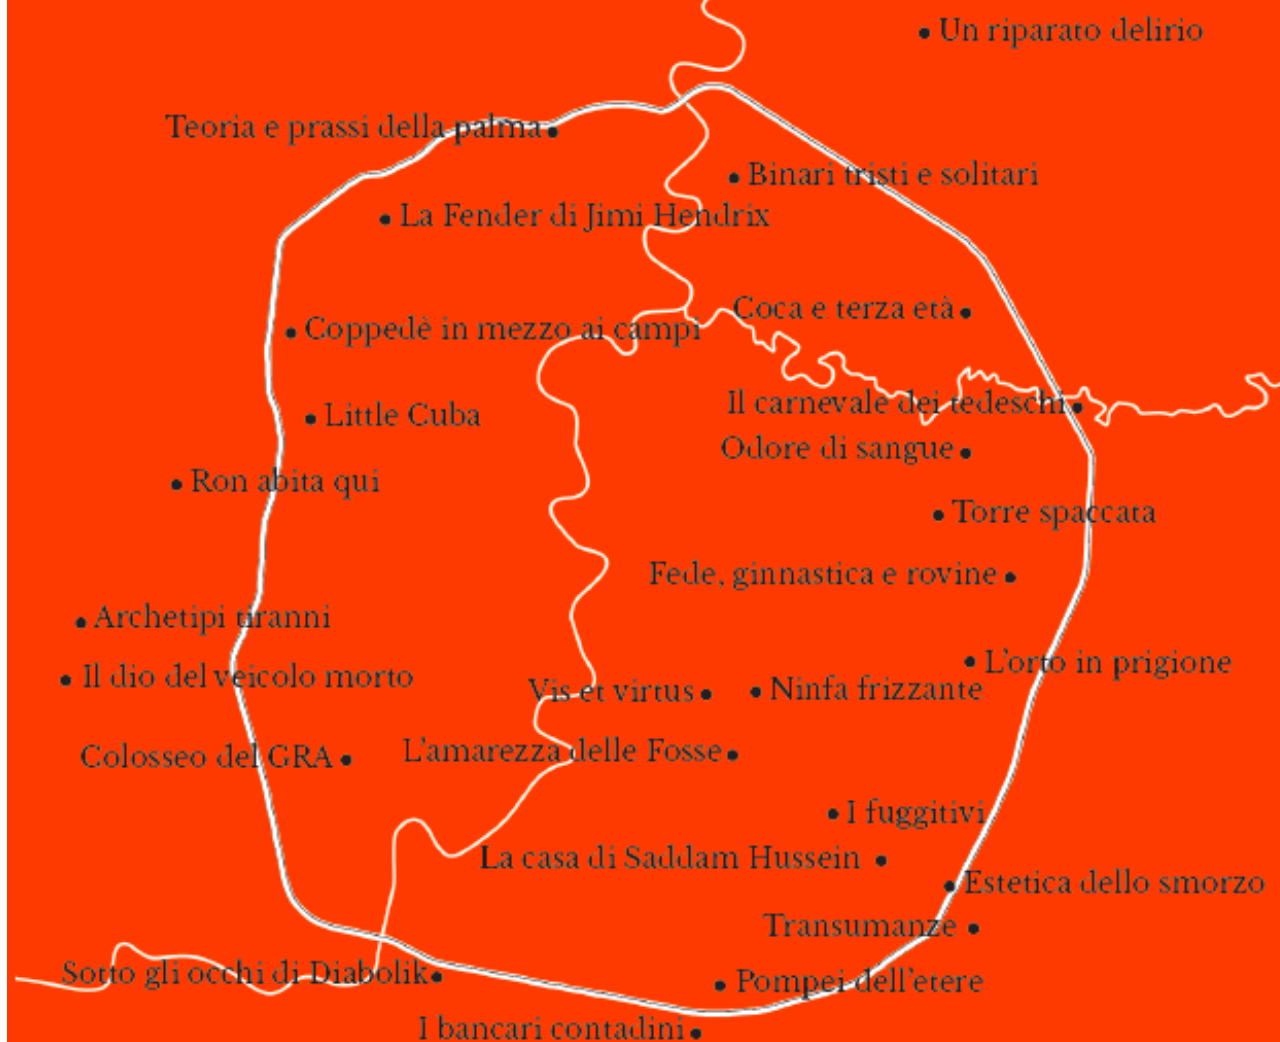 Un riparato delirio
Teoria e prassi della palma
Binari tristi e solitari
La Fender di Jimi Hendrix
Coca e terza età
Coppedè in mezzo ai campi
Il carnevale dei tedeschi
Little Cuba
Odore di sangue
Ron abita qui
Torre spaccata
Fede, ginnastica e rovine
Archetipi tiranni
L'orto in prigione
Il dio del veicolo morto
Vis et virtus
Ninfa frizzante
Colosseo del GRA
L'amarezza delle Fosse
I fuggitivi
La casa di Saddam Hussein
Estetica dello smorzo
Transumanze
Sotto gli occhi di Diabolik
Pompei dell'etere
I bancari contadini